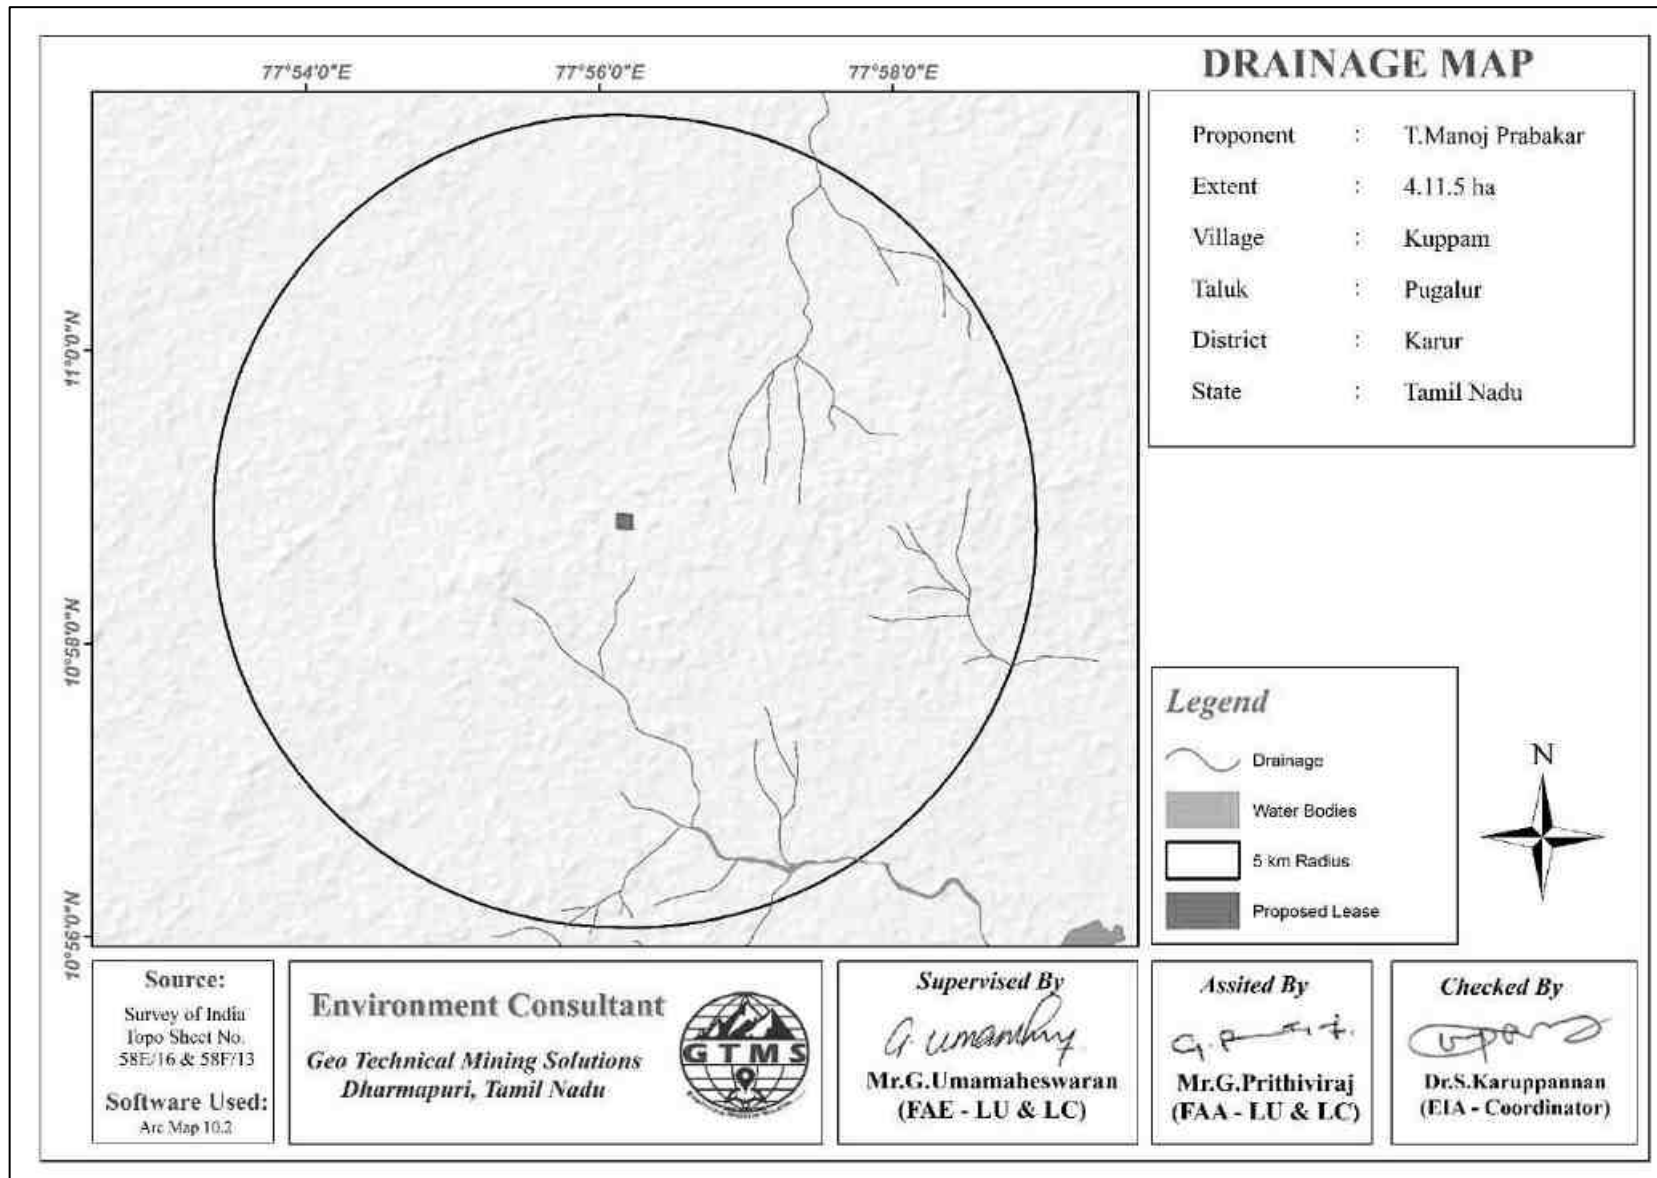 DRAINAGE MAP
77°54'0"E
77°56'0"E
77°58'0"E
11°0'0"N
10°58'0"N
10°56'0"N
Proponent : T.Manoj Prabakar
Extent : 4.11.5 ha
Village : Kuppam
Taluk : Pugalur
District : Karur
State : Tamil Nadu
Legend
Drainage
Water Bodies
5 km Radius
Proposed Lease
N
Source:
Survey of India
Topo Sheet No.
58E/16 & 58F/13
Software Used:
Arc Map 10.2
Environment Consultant
Geo Technical Mining Solutions
Dharmapuri, Tamil Nadu
GTMS
Supervised By
Mr.G.Umamaheswaran
(FAE - LU & LC)
Assited By
Mr.G.Prithiviraj
(FAA - LU & LC)
Checked By
Dr.S.Karuppannan
(EIA - Coordinator)